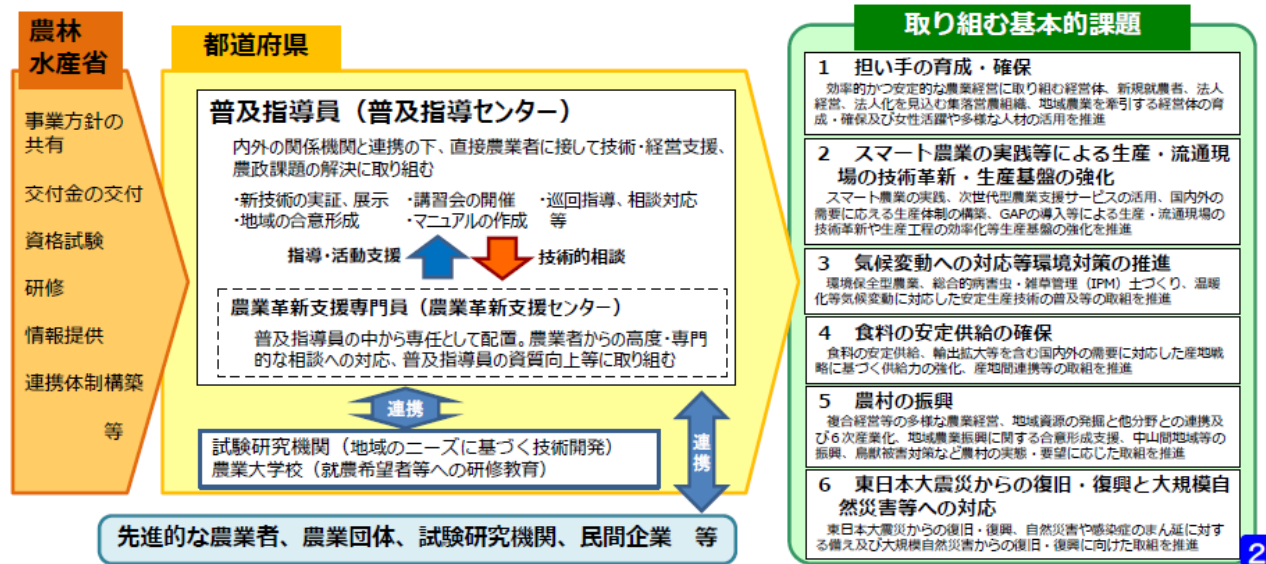 農林
水産省
事業方針の
共有
交付金の交付
資格試験
研修
情報提供
連携体制構築
等
都道府県
普及指導員（普及指導センター）
内外の関係機関と連携の下、直接農業者に接して技術・経営支援、
農政課題の解決に取り組む
・新技術の実証、展示　・講習会の開催　・巡回指導、相談対応
・地域の合意形成　・マニュアルの作成　等
指導・活動支援
技術的相談
農業革新支援専門員（農業革新支援センター）
普及指導員の中から専任として配置。農業者からの高度・専門
的な相談への対応、普及指導員の資質向上等に取り組む
連携
試験研究機関（地域のニーズに基づく技術開発）
農業大学校（就農希望者等への研修教育）
連携
先進的な農業者、農業団体、試験研究機関、民間企業　等
取り組む基本的課題
1　担い手の育成・確保
効率的かつ安定的な農業経営に取り組む経営体、新規就農者、法人
経営、法人化を見込む集落営農組織、地域農業を牽引する経営体の育
成・確保及び女性活躍や多様な人材の活用を推進
2　スマート農業の実践等による生産・流通現
場の技術革新・生産基盤の強化
スマート農業の実践、次世代型農業支援サービスの活用、国内外の
需要に応える生産体制の構築、GAPの導入等による生産・流通現場の
技術革新や生産工程の効率化等生産基盤の強化を推進
3　気候変動への対応等環境対策の推進
環境保全型農業、総合的病害虫・雑草管理（IPM）土づくり、温暖
化等気候変動に対応した安定生産技術の普及等の取組を推進
4　食料の安定供給の確保
食料の安定供給、輸出拡大等を含む国内外の需要に対応した産地戦
略に基づく供給力の強化、産地間連携等の取組を推進
5　農村の振興
複合経営等の多様な農業経営、地域資源の発掘と他分野との連携及
び６次産業化、地域農業振興に関する合意形成支援、中山間地域等の
振興、鳥獣被害対策など農村の実態・要望に応じた取組を推進
6　東日本大震災からの復旧・復興と大規模自
然災害等への対応
東日本大震災からの復旧・復興、自然災害や感染症のまん延に対す
る備え及び大規模自然災害からの復旧・復興に向けた取組を推進
2